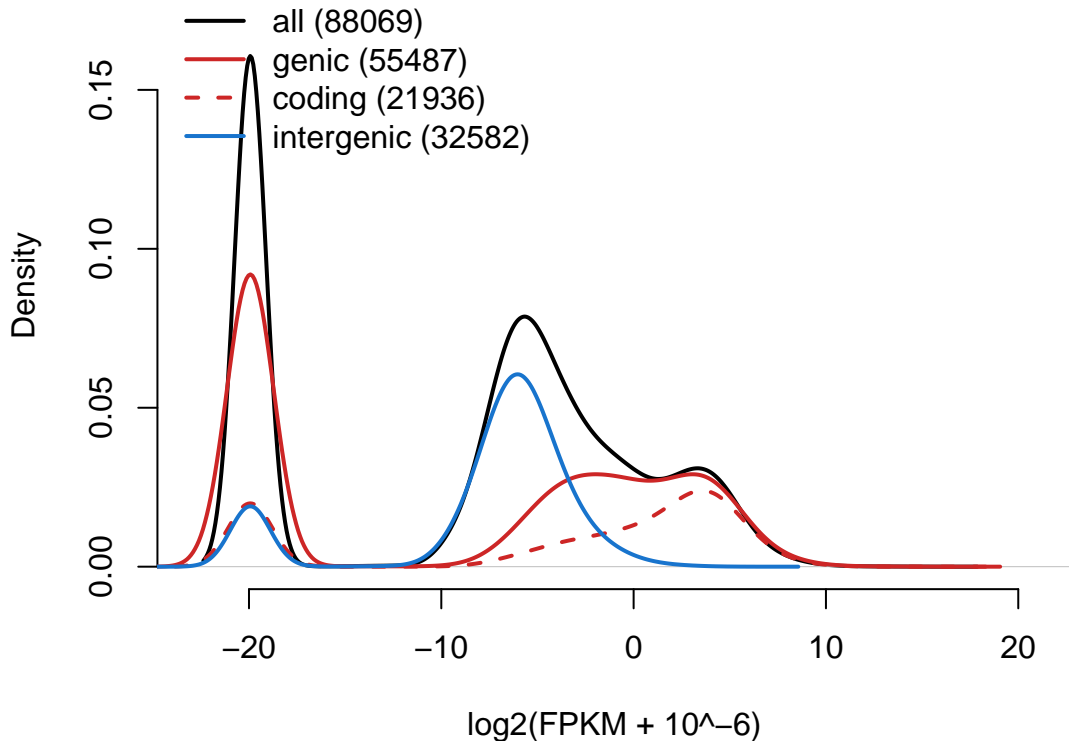 all (88069)
genic (55487)
coding (21936)
intergenic (32582)
Density
0.15
0.10
0.05
0.00
−20
−10
0
10
20
log2(FPKM + 10^−6)